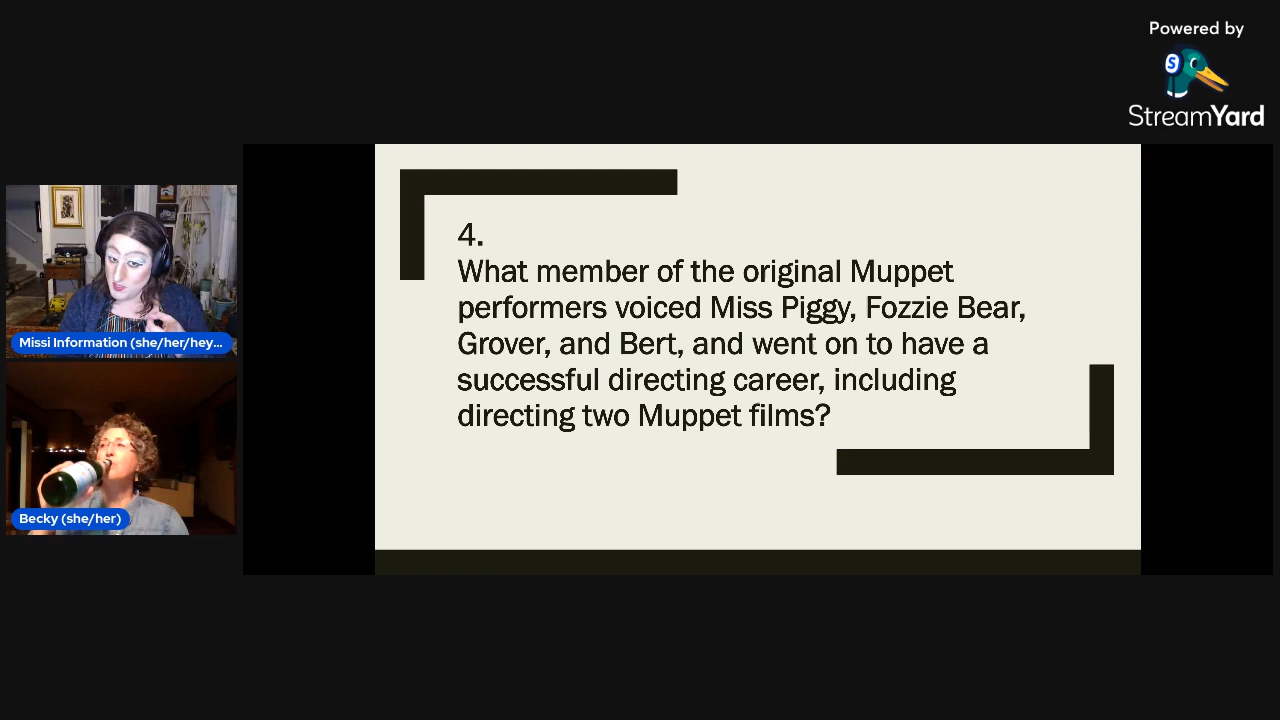 Powered by
S
StreamYard
4.
What member of the original Muppet
performers voiced Miss Piggy, Fozzie Bear,
Grover, and Bert, and went on to have a
successful directing career, including
directing two Muppet films?
Missi Information (she/her/hey...
Becky (she/her)